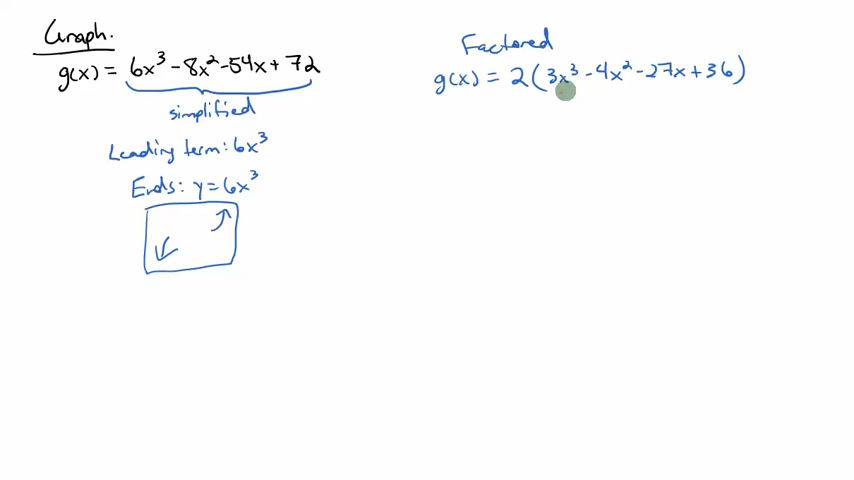 Graph.
g(x) = 6x³ - 8x² - 54x + 72
simplified
Leading term: 6x³
Ends: y = 6x³
Factored
g(x) = 2(3x³ - 4x² - 27x + 36)